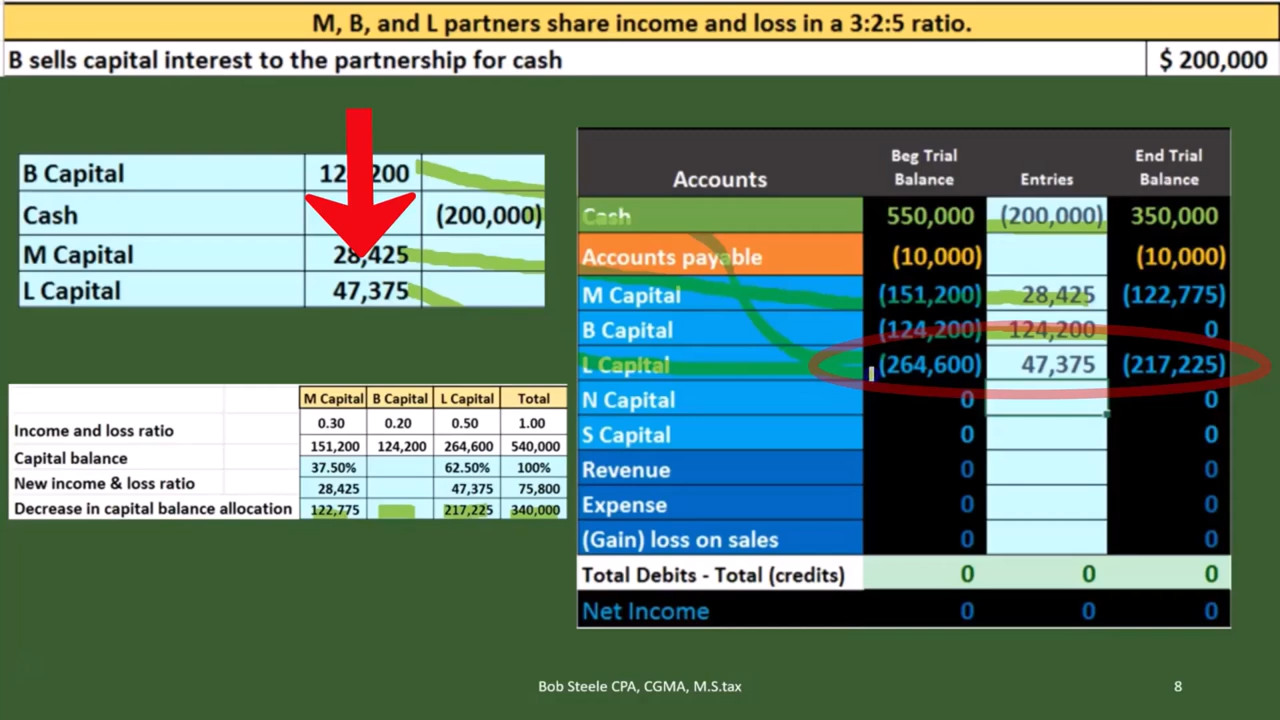 M, B, and L partners share income and loss in a 3:2:5 ratio.
B sells capital interest to the partnership for cash $ 200,000
B Capital
Cash (200,000)
M Capital 28,425
L Capital 47,375
M Capital B Capital L Capital Total
Income and loss ratio 0.30 0.20 0.50 1.00
Capital balance 151,200 124,200 264,600 540,000
New income & loss ratio 37.50% 62.50% 100%
Decrease in capital balance allocation 28,425 47,375 75,800
122,775 217,225 340,000
Accounts Beg Trial Balance Entries End Trial Balance
Cash 550,000 (200,000) 350,000
Accounts payable (10,000) (10,000)
M Capital (151,200) 28,425 (122,775)
B Capital (124,200) 124,200 0
L Capital (264,600) 47,375 (217,225)
N Capital 0 0
S Capital 0 0
Revenue 0 0
Expense 0 0
(Gain) loss on sales 0 0
Total Debits - Total (credits) 0 0 0
Net Income 0 0 0
Bob Steele CPA, CGMA, M.S.tax 8